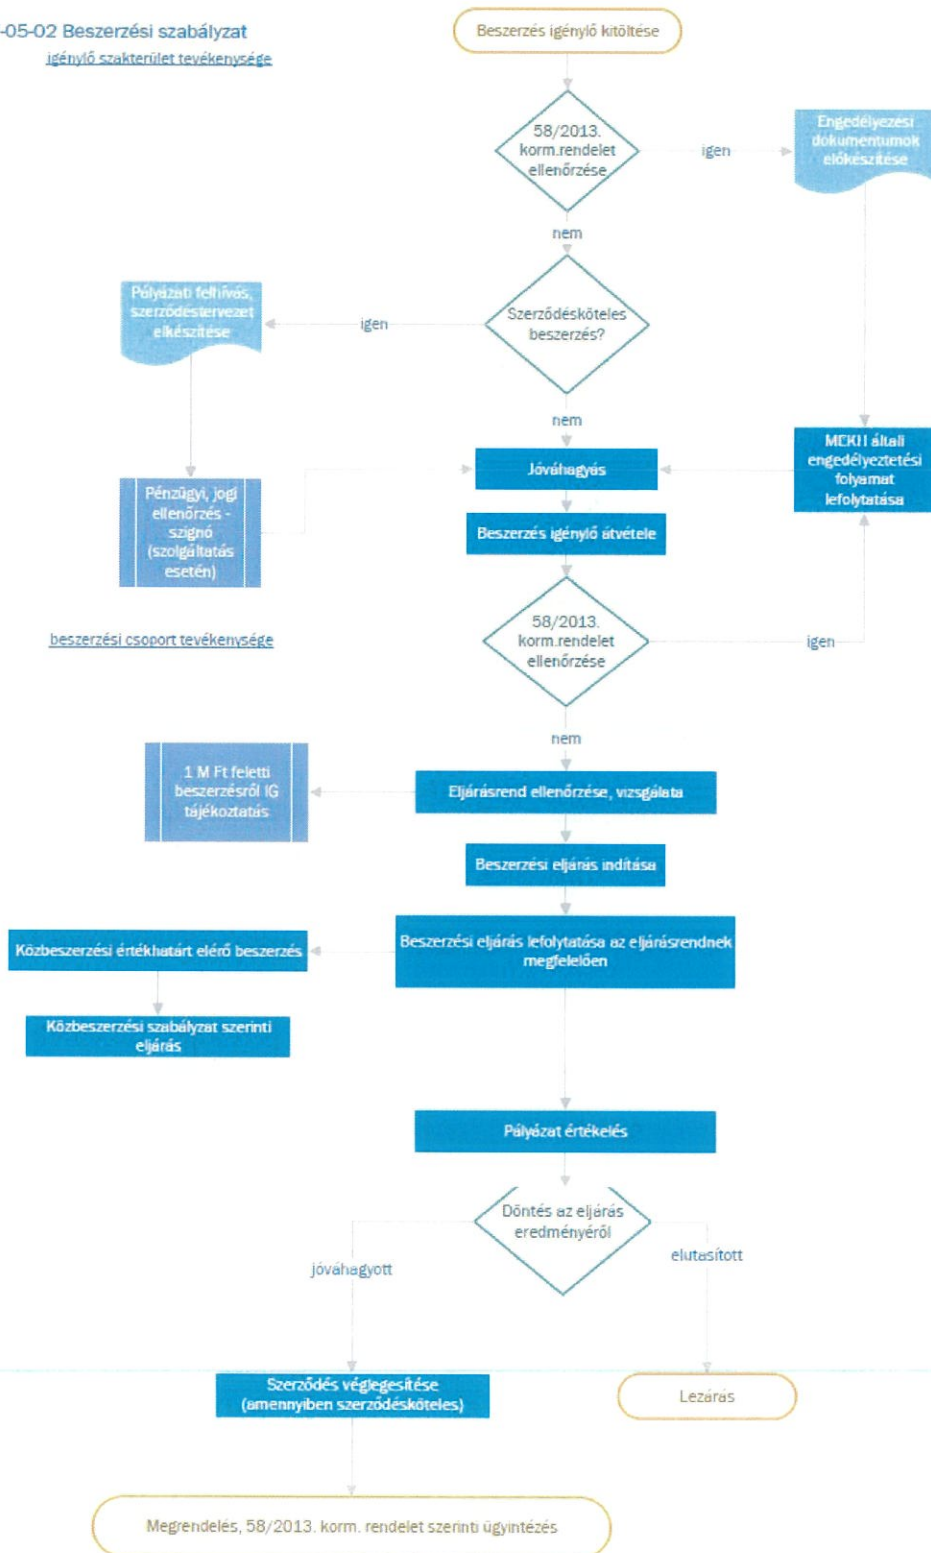 -05-02 Beszerzési szabályzat
igénylő szakterület tevékenysége
Beszerzés igénylő kitöltése
58/2013.
korm.rendelet
ellenőrzése
igen
Engedélyezési
dokumentumok
előkészítése
nem
Pályázati felhívás,
szerződéstervezet
elkészítése
igen
Szerződésköteles
beszerzés?
nem
Jóváhagyás
MEKH általi
engedélyeztetési
folyamat
lefolytatása
Pénzügyi, jogi
ellenőrzés -
szignó
(szolgáltatás
esetén)
Beszerzés igénylő átvétele
beszerzési csoport tevékenysége
58/2013.
korm.rendelet
ellenőrzése
igen
nem
1 M Ft feletti
beszerzésről IG
tájékoztatás
Eljárásrend ellenőrzése, vizsgálata
Beszerzési eljárás indítása
Közbeszerzési értékhatárt elérő beszerzés
Beszerzési eljárás lefolytatása az eljárásrendnek
megfelelően
Közbeszerzési szabályzat szerinti
eljárás
Pályázat értékelés
Döntés az eljárás
eredményéről
jóváhagyott
elutasított
Szerződés véglegesítése
(amennyiben szerződésköteles)
Lezárás
Megrendelés, 58/2013. korm. rendelet szerinti ügyintézés